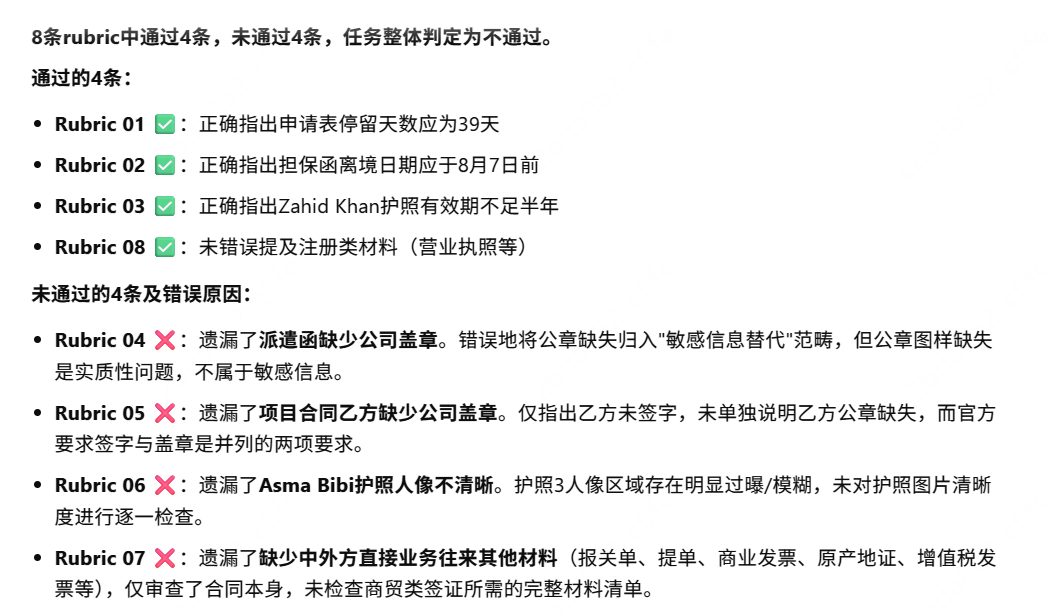 8条rubric中通过4条，未通过4条，任务整体判定为不通过。
通过的4条：
• Rubric 01 ✅：正确指出申请表停留天数应为39天
• Rubric 02 ✅：正确指出担保函离境日期应于8月7日前
• Rubric 03 ✅：正确指出Zahid Khan护照有效期不足半年
• Rubric 08 ✅：未错误提及注册类材料（营业执照等）
未通过的4条及错误原因：
• Rubric 04 ❌：遗漏了派遣函缺少公司盖章。错误地将公章缺失归入"敏感信息替代"范畴，但公章图样缺失
是实质性问题，不属于敏感信息。
• Rubric 05 ❌：遗漏了项目合同乙方缺少公司盖章。仅指出乙方未签字，未单独说明乙方公章缺失，而官方
要求签字与盖章是并列的两项要求。
• Rubric 06 ❌：遗漏了Asma Bibi护照人像不清晰。护照3人像区域存在明显过曝/模糊，未对护照图片清晰
度进行逐一检查。
• Rubric 07 ❌：遗漏了缺少中外方直接业务往来其他材料（报关单、提单、商业发票、原产地证、增值税发
票等），仅审查了合同本身，未检查商贸类签证所需的完整材料清单。